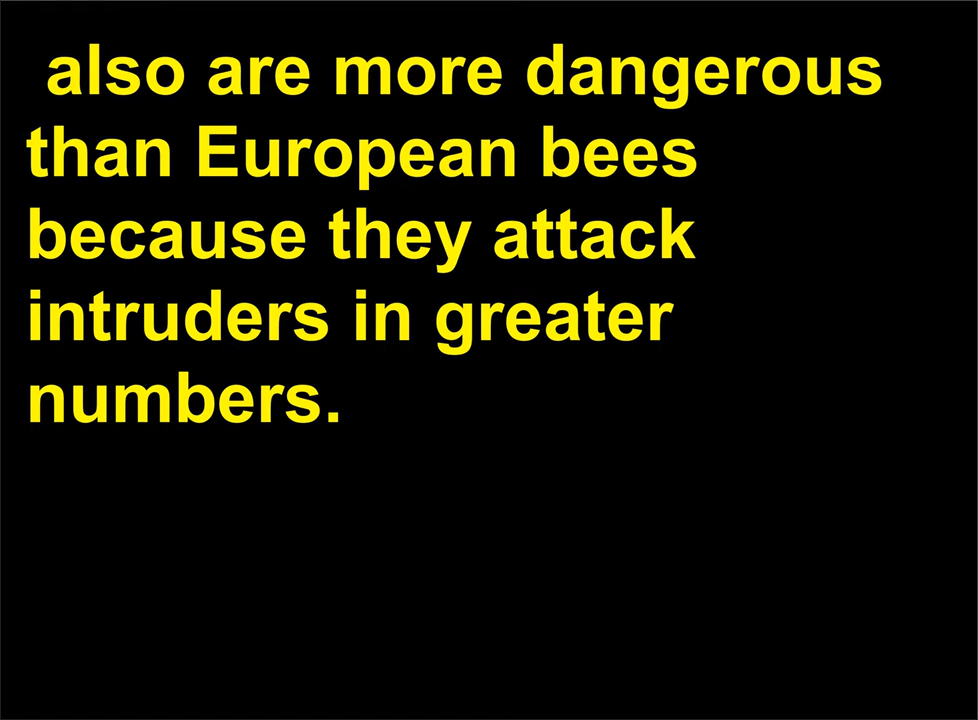 also are more dangerous
than European bees
because they attack
intruders in greater
numbers.